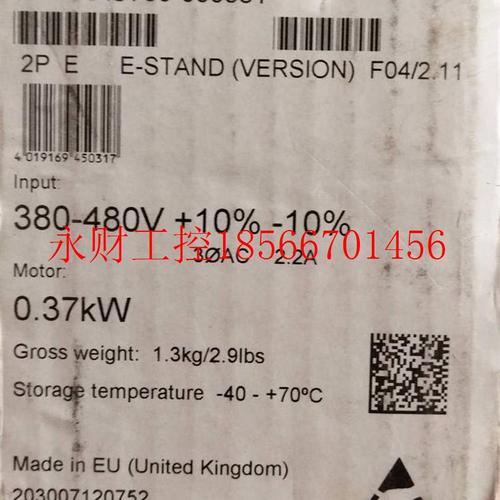 2P E E-STAND (VERSION) F04/2.11
4 019169 450317
Input:
380-480V +10% -10%
永财工控18566701456
3ØAC 2.2A
Motor:
0.37kW
Gross weight: 1.3kg/2.9lbs
Storage temperature -40 - +70ºC
Made in EU (United Kingdom)
203007120752